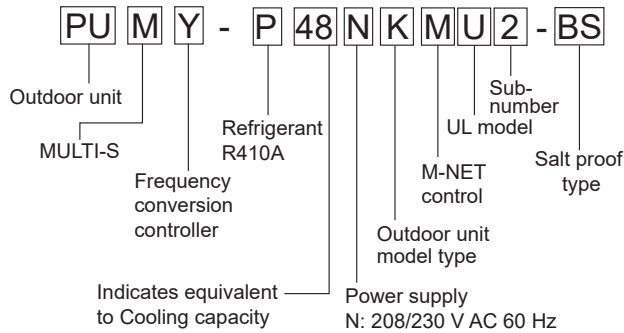 PU M Y - P 48 N K M U 2 - BS
Outdoor unit
MULTI-S
Frequency
conversion
controller
Refrigerant
R410A
Sub-
number
UL model
M-NET
control
Salt proof
type
Outdoor unit
model type
Indicates equivalent
to Cooling capacity
Power supply
N: 208/230 V AC 60 Hz